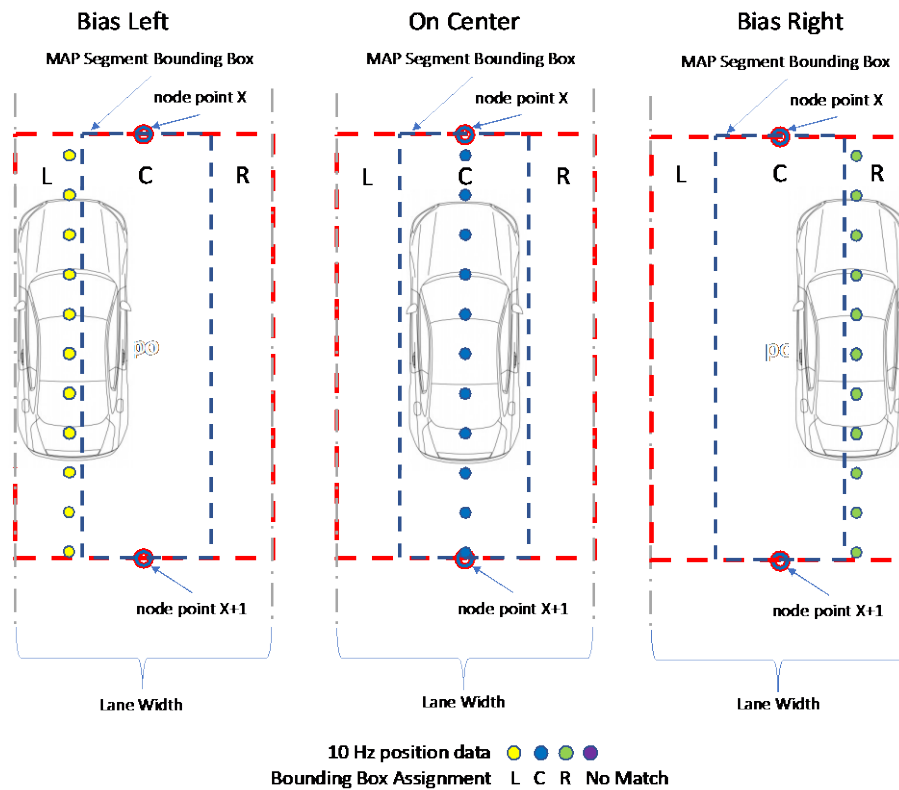 Bias Left
On Center
Bias Right
MAP Segment Bounding Box
MAP Segment Bounding Box
MAP Segment Bounding Box
node point X
node point X
node point X
L
C
R
L
C
R
L
C
R
po
pc
node point X+1
node point X+1
node point X+1
Lane Width
Lane Width
Lane Width
10 Hz position data
Bounding Box Assignment L C R No Match